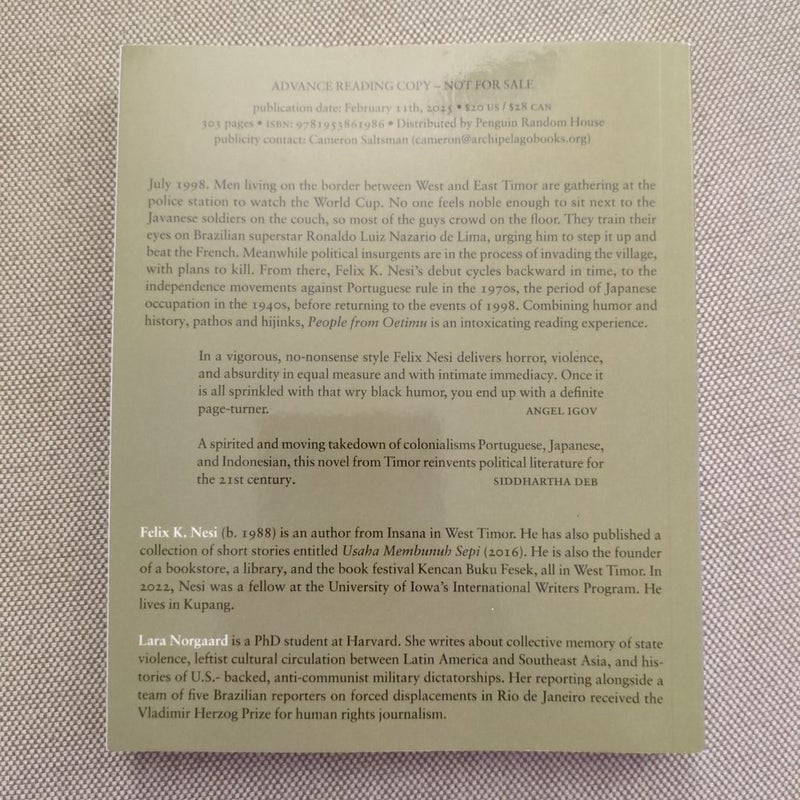 ADVANCE READING COPY – NOT FOR SALE
publication date: February 11th, 2025 • $20 US / $28 CAN
303 pages • ISBN: 9781953861986 • Distributed by Penguin Random House
publicity contact: Cameron Saltsman (cameron@archipelagobooks.org)
July 1998. Men living on the border between West and East Timor are gathering at the
police station to watch the World Cup. No one feels noble enough to sit next to the
Javanese soldiers on the couch, so most of the guys crowd on the floor. They train their
eyes on Brazilian superstar Ronaldo Luiz Nazario de Lima, urging him to step it up and
beat the French. Meanwhile political insurgents are in the process of invading the village,
with plans to kill. From there, Felix K. Nesi's debut cycles backward in time, to the
independence movements against Portuguese rule in the 1970s, the period of Japanese
occupation in the 1940s, before returning to the events of 1998. Combining humor and
history, pathos and hijinks, People from Oetimu is an intoxicating reading experience.
In a vigorous, no-nonsense style Felix Nesi delivers horror, violence,
and absurdity in equal measure and with intimate immediacy. Once it
is all sprinkled with that wry black humor, you end up with a definite
page-turner. ANGEL IGOV
A spirited and moving takedown of colonialisms Portuguese, Japanese,
and Indonesian, this novel from Timor reinvents political literature for
the 21st century. SIDDHARTHA DEB
Felix K. Nesi (b. 1988) is an author from Insana in West Timor. He has also published a
collection of short stories entitled Usaha Membunuh Sepi (2016). He is also the founder
of a bookstore, a library, and the book festival Kencan Buku Fesek, all in West Timor. In
2022, Nesi was a fellow at the University of Iowa's International Writers Program. He
lives in Kupang.
Lara Norgaard is a PhD student at Harvard. She writes about collective memory of state
violence, leftist cultural circulation between Latin America and Southeast Asia, and his-
tories of U.S.- backed, anti-communist military dictatorships. Her reporting alongside a
team of five Brazilian reporters on forced displacements in Rio de Janeiro received the
Vladimir Herzog Prize for human rights journalism.